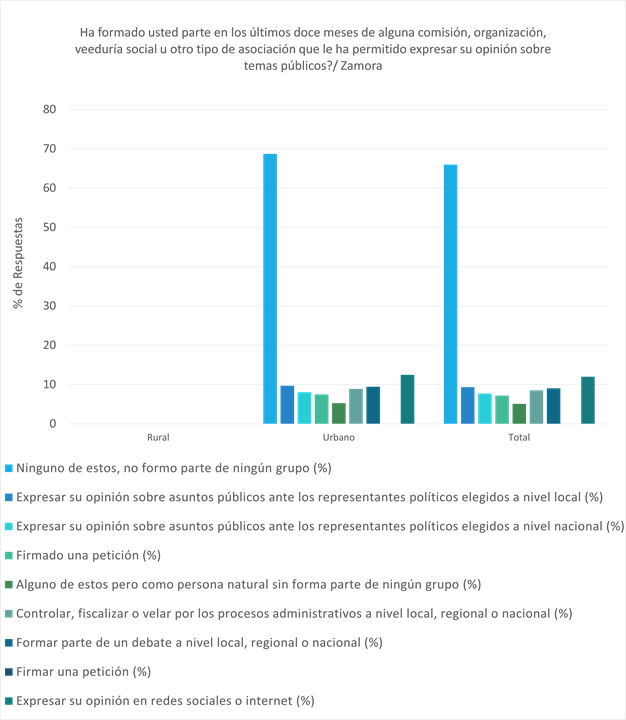 Ha formado usted parte en los últimos doce meses de alguna comisión, organización,
veeduría social u otro tipo de asociación que le ha permitido expresar su opinión sobre
temas públicos?/ Zamora
80
70
60
50
40
30
20
10
0
% de Respuestas
Rural
Urbano
Total
Ninguno de estos, no formo parte de ningún grupo (%)
Expresar su opinión sobre asuntos públicos ante los representantes políticos elegidos a nivel local (%)
Expresar su opinión sobre asuntos públicos ante los representantes políticos elegidos a nivel nacional (%)
Firmado una petición (%)
Alguno de estos pero como persona natural sin forma parte de ningún grupo (%)
Controlar, fiscalizar o velar por los procesos administrativos a nivel local, regional o nacional (%)
Formar parte de un debate a nivel local, regional o nacional (%)
Firmar una petición (%)
Expresar su opinión en redes sociales o internet (%)